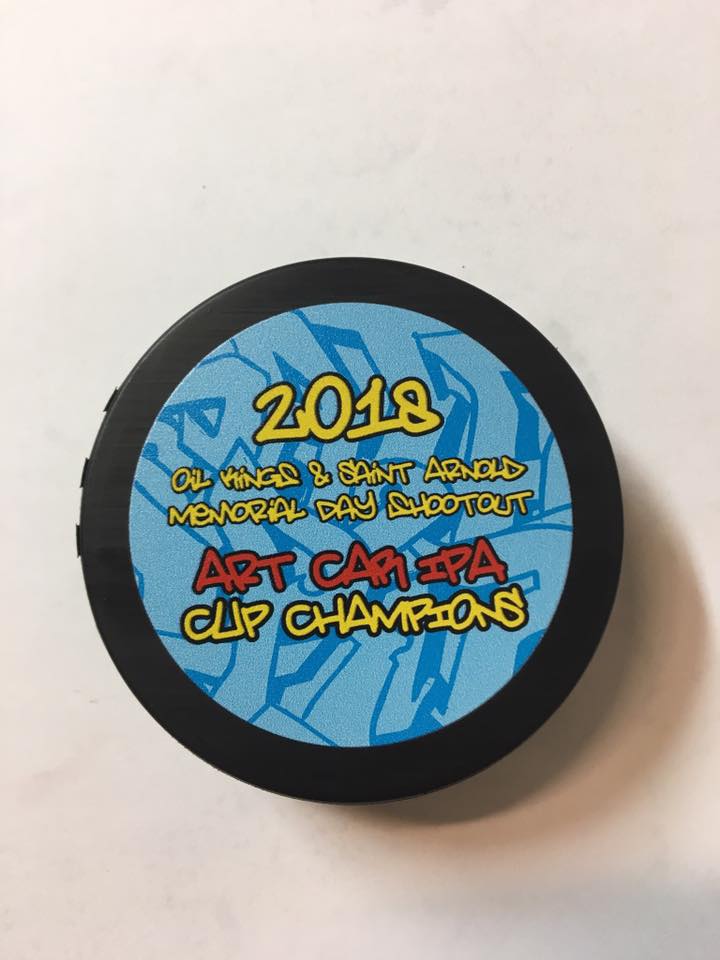 2018
OIL KINGS & SAINT ARNOLD
MEMORIAL DAY SHOOTOUT
ART CAR IPA
CUP CHAMPIONS